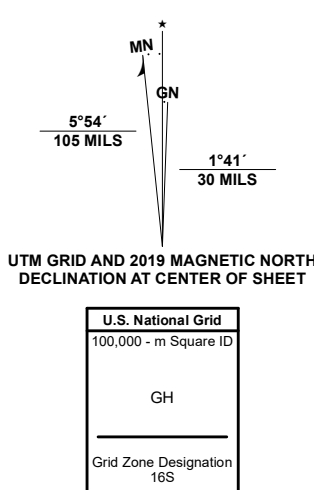 ★
MN
GN
5°54´
105 MILS
1°41´
30 MILS
UTM GRID AND 2019 MAGNETIC NORTH
DECLINATION AT CENTER OF SHEET
U.S. National Grid
100,000 - m Square ID
GH
Grid Zone Designation
16S